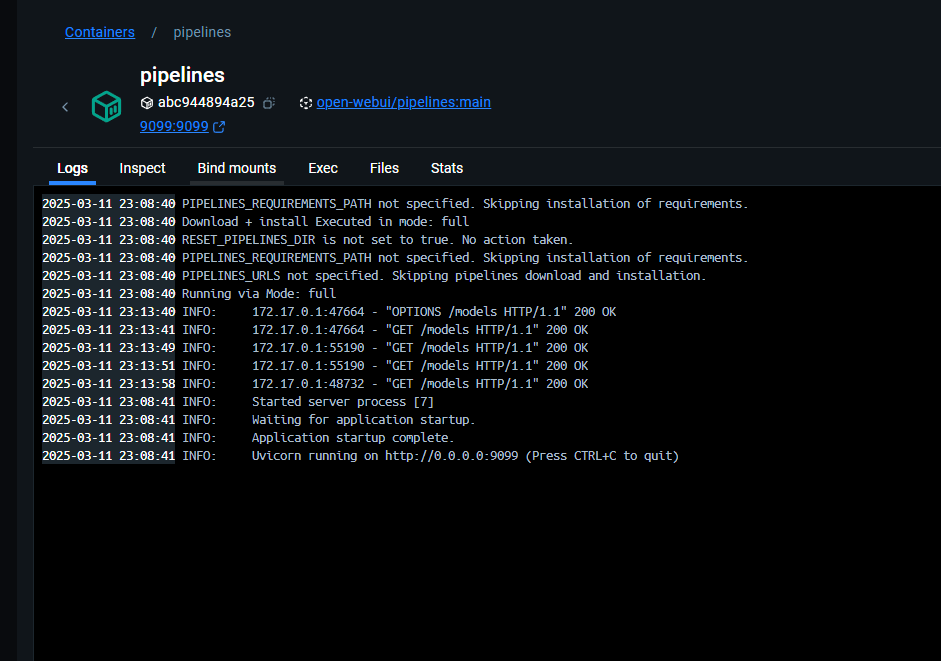 Containers / pipelines
pipelines
abc944894a25 open-webui/pipelines:main
9099:9099
Logs Inspect Bind mounts Exec Files Stats
2025-03-11 23:08:40 PIPELINES_REQUIREMENTS_PATH not specified. Skipping installation of requirements.
2025-03-11 23:08:40 Download + install Executed in mode: full
2025-03-11 23:08:40 RESET_PIPELINES_DIR is not set to true. No action taken.
2025-03-11 23:08:40 PIPELINES_REQUIREMENTS_PATH not specified. Skipping installation of requirements.
2025-03-11 23:08:40 PIPELINES_URLS not specified. Skipping pipelines download and installation.
2025-03-11 23:08:40 Running via Mode: full
2025-03-11 23:13:40 INFO: 172.17.0.1:47664 - "OPTIONS /models HTTP/1.1" 200 OK
2025-03-11 23:13:41 INFO: 172.17.0.1:47664 - "GET /models HTTP/1.1" 200 OK
2025-03-11 23:13:49 INFO: 172.17.0.1:55190 - "GET /models HTTP/1.1" 200 OK
2025-03-11 23:13:51 INFO: 172.17.0.1:55190 - "GET /models HTTP/1.1" 200 OK
2025-03-11 23:13:58 INFO: 172.17.0.1:48732 - "GET /models HTTP/1.1" 200 OK
2025-03-11 23:08:41 INFO: Started server process [7]
2025-03-11 23:08:41 INFO: Waiting for application startup.
2025-03-11 23:08:41 INFO: Application startup complete.
2025-03-11 23:08:41 INFO: Uvicorn running on http://0.0.0.0:9099 (Press CTRL+C to quit)